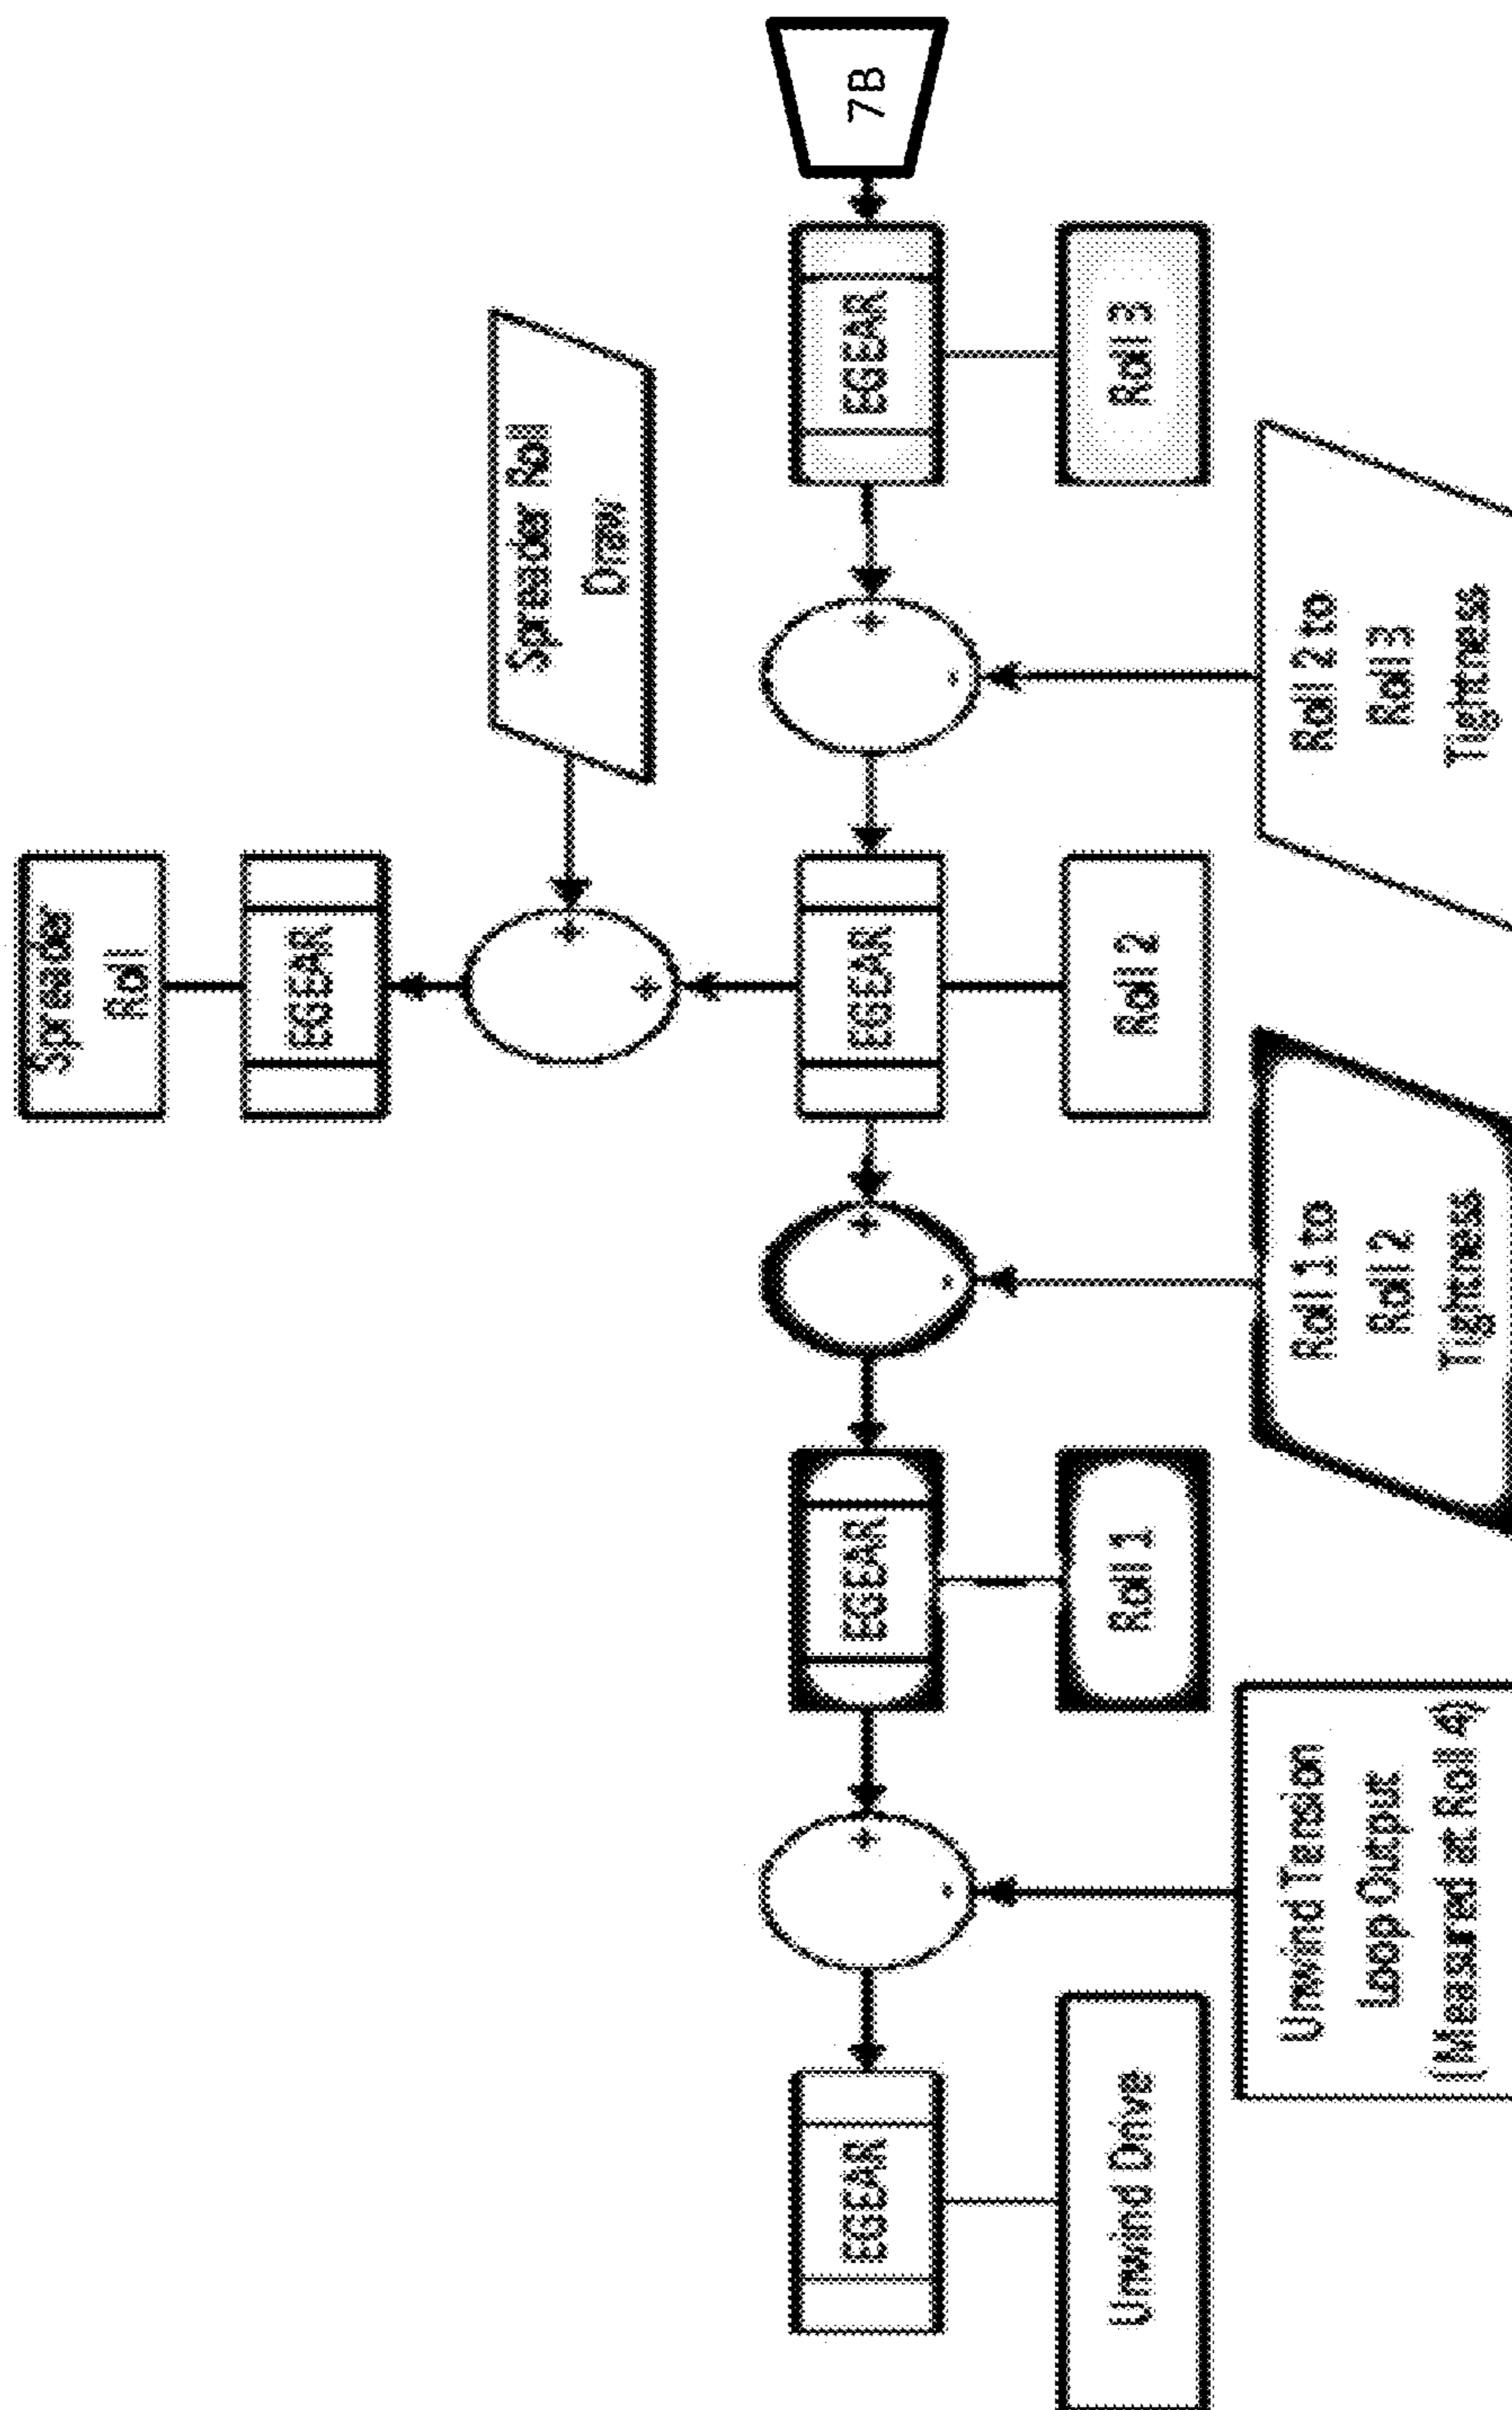 Spreader
Roll
EGEAR
Spreader Roll
Draw
+
+
EGEAR
EGEAR
EGEAR
EGEAR
7B
+
-
+
-
+
-
Unwind Drive
Roll 1
Roll 2
Roll 3
Unwind Tension
Loop Output
(Measured at Roll 4)
Roll 1 to
Roll 2
Tightness
Roll 2 to
Roll 3
Tightness